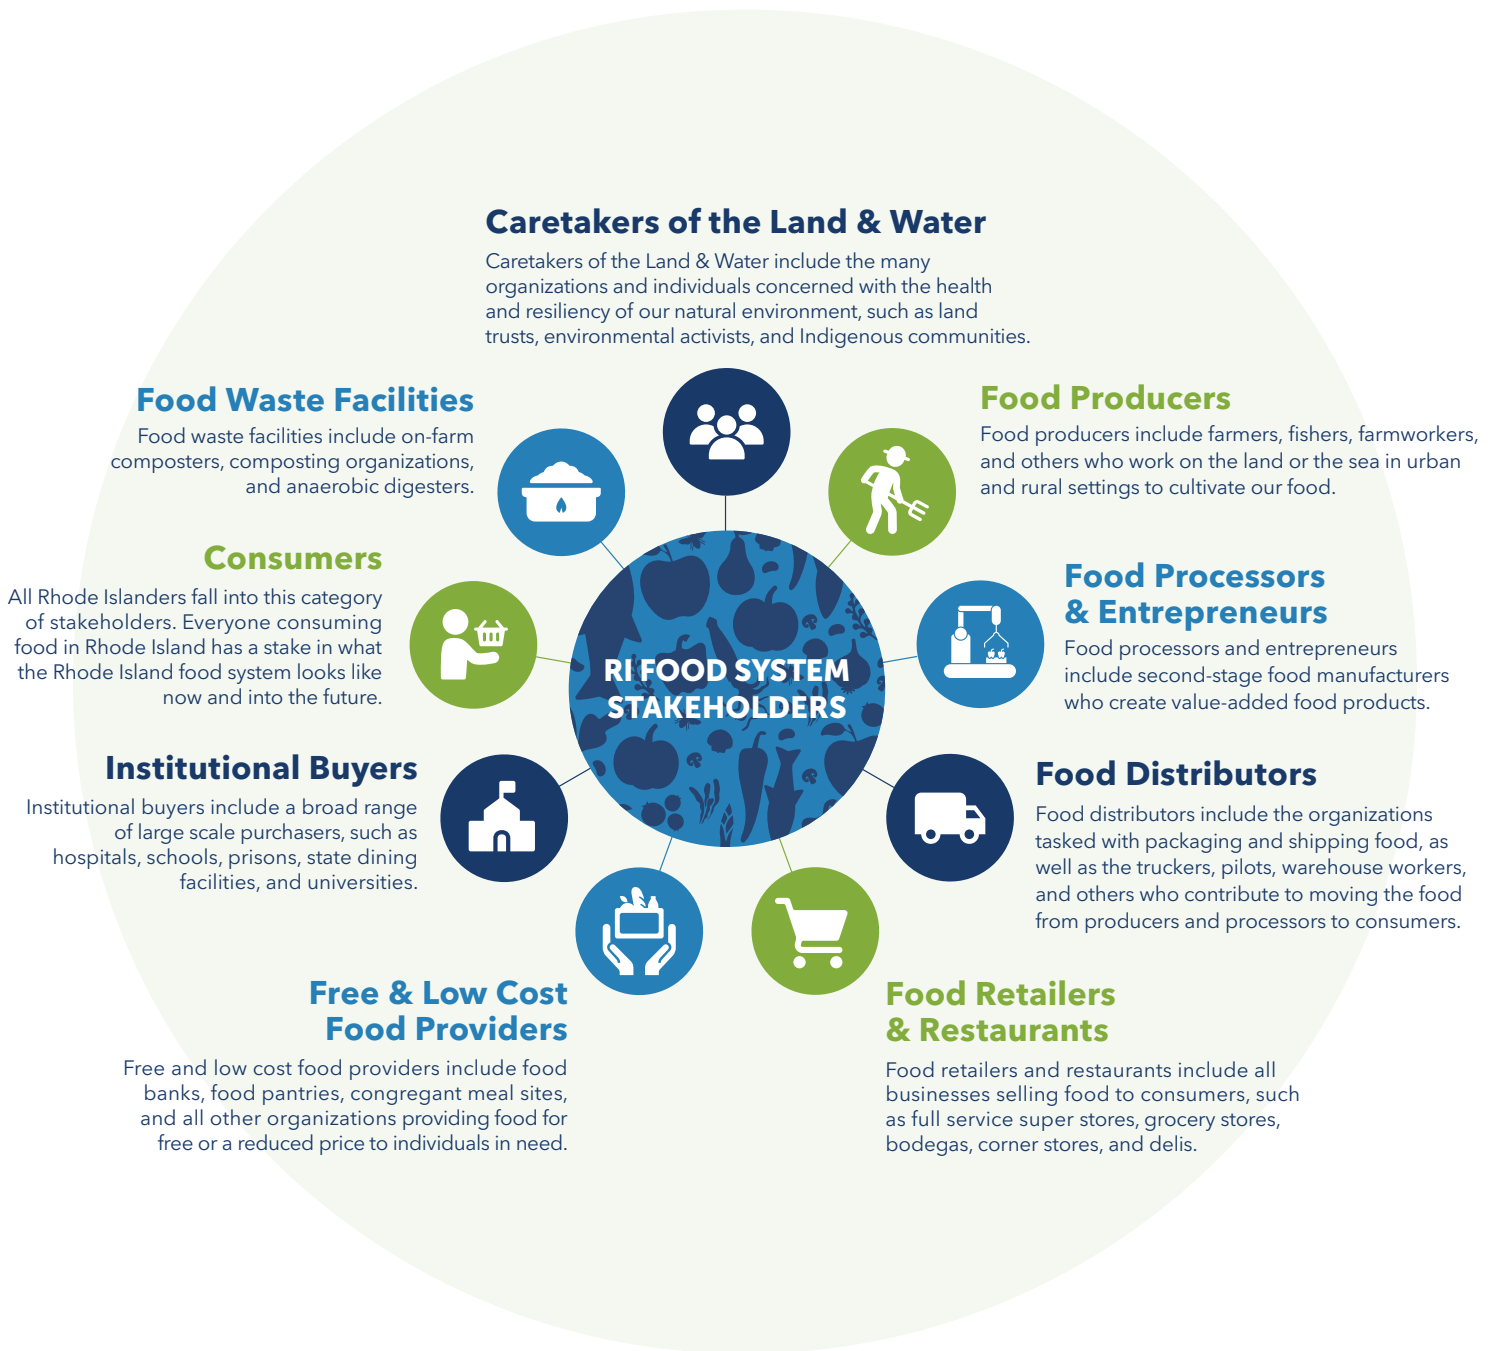 Caretakers of the Land & Water
Caretakers of the Land & Water include the many
organizations and individuals concerned with the health
and resiliency of our natural environment, such as land
trusts, environmental activists, and Indigenous communities.
Food Producers
Food producers include farmers, fishers, farmworkers,
and others who work on the land or the sea in urban
and rural settings to cultivate our food.
Food Processors
& Entrepreneurs
Food processors and entrepreneurs
include second-stage food manufacturers
who create value-added food products.
Food Distributors
Food distributors include the organizations
tasked with packaging and shipping food, as
well as the truckers, pilots, warehouse workers,
and others who contribute to moving the food
from producers and processors to consumers.
Food Retailers
& Restaurants
Food retailers and restaurants include all
businesses selling food to consumers, such
as full service super stores, grocery stores,
bodegas, corner stores, and delis.
Free & Low Cost
Food Providers
Free and low cost food providers include food
banks, food pantries, congregant meal sites,
and all other organizations providing food for
free or a reduced price to individuals in need.
Institutional Buyers
Institutional buyers include a broad range
of large scale purchasers, such as
hospitals, schools, prisons, state dining
facilities, and universities.
Consumers
All Rhode Islanders fall into this category
of stakeholders. Everyone consuming
food in Rhode Island has a stake in what
the Rhode Island food system looks like
now and into the future.
Food Waste Facilities
Food waste facilities include on-farm
composters, composting organizations,
and anaerobic digesters.
RI FOOD SYSTEM
STAKEHOLDERS